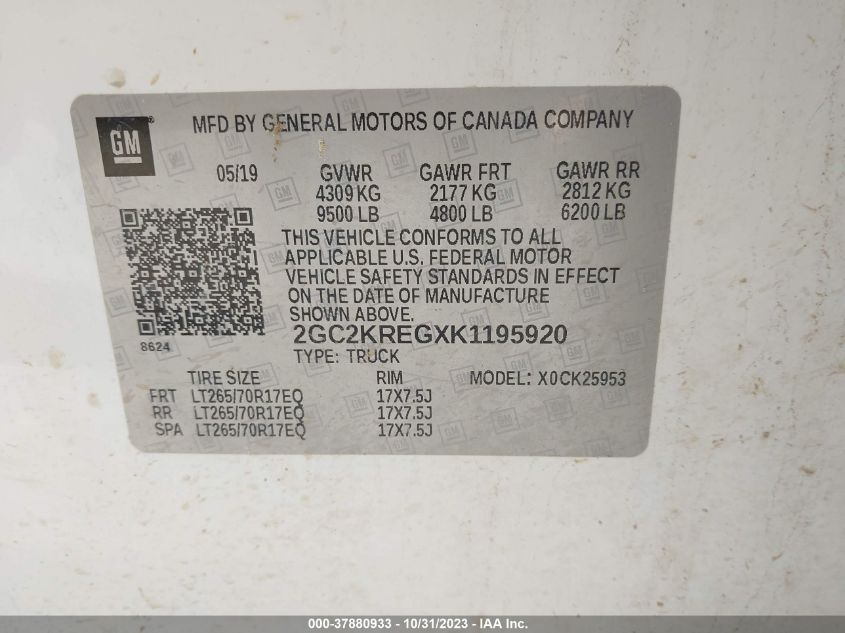 GM
MFD BY GENERAL MOTORS OF CANADA COMPANY
05/19 GVWR GAWR FRT GAWR RR
4309 KG 2177 KG 2812 KG
9500 LB 4800 LB 6200 LB
THIS VEHICLE CONFORMS TO ALL
APPLICABLE U.S. FEDERAL MOTOR
VEHICLE SAFETY STANDARDS IN EFFECT
ON THE DATE OF MANUFACTURE
SHOWN ABOVE.
2GC2KREGXK1195920
8624
TYPE: TRUCK
TIRE SIZE RIM MODEL: X0CK25953
FRT LT265/70R17EQ 17X7.5J
RR LT265/70R17EQ 17X7.5J
SPA LT265/70R17EQ 17X7.5J
000-37880933 - 10/31/2023 - IAA Inc.